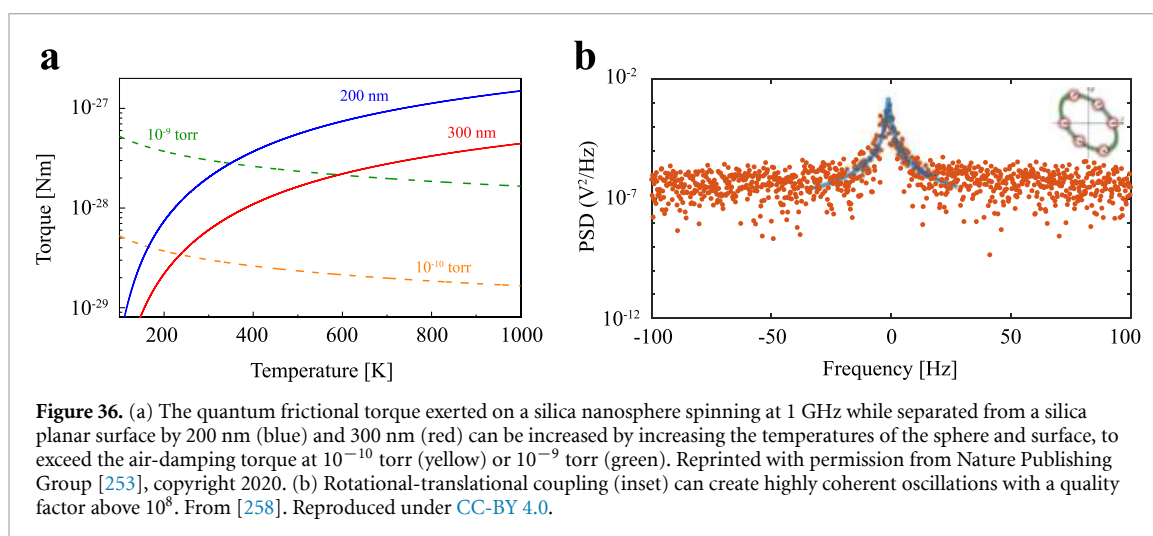 a
b
10-27
10-28
10-29
Torque [Nm]
200 nm
300 nm
10-9 torr
10-10 torr
200 400 600 800 1000
Temperature [K]
10-2
10-7
10-12
PSD (V2/Hz)
-100 -50 0 50 100
Frequency [Hz]
Figure 36. (a) The quantum frictional torque exerted on a silica nanosphere spinning at 1 GHz while separated from a silica
planar surface by 200 nm (blue) and 300 nm (red) can be increased by increasing the temperatures of the sphere and surface, to
exceed the air-damping torque at 10−10 torr (yellow) or 10−9 torr (green). Reprinted with permission from Nature Publishing
Group [253], copyright 2020. (b) Rotational-translational coupling (inset) can create highly coherent oscillations with a quality
factor above 108. From [258]. Reproduced under CC-BY 4.0.